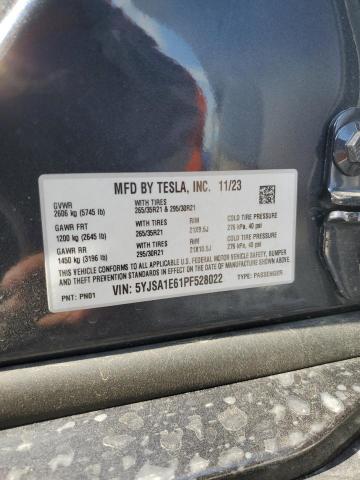 MFD BY TESLA, INC. 11/23
GVWR
2606 kg (5745 lb)
WITH TIRES
265/35R21 & 295/30R21
GAWR FRT
1200 kg (2645 lb)
WITH TIRES
265/35R21
RIM
21X9.5J
COLD TIRE PRESSURE
276 kPa, 40 psi
GAWR RR
1450 kg (3196 lb)
WITH TIRES
295/30R21
RIM
21X10.5J
COLD TIRE PRESSURE
276 kPa, 40 psi
THIS VEHICLE CONFORMS TO ALL APPLICABLE U.S. FEDERAL MOTOR VEHICLE SAFETY, BUMPER
AND THEFT PREVENTION STANDARDS IN EFFECT ON THE DATE OF MANUFACTURE SHOWN ABOVE.
PNT: PN01
VIN: 5YJSA1E61PF528022
TYPE: PASSENGER